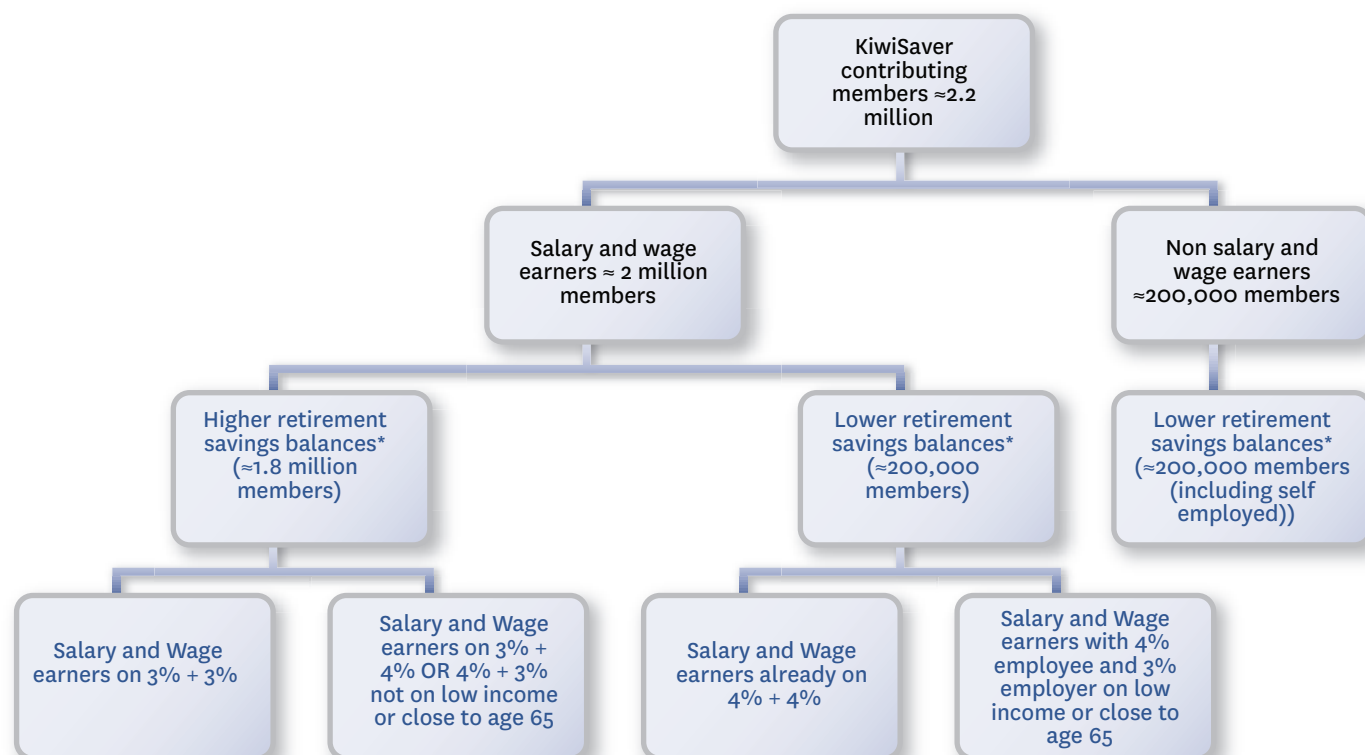 KiwiSaver
contributing
members ≈2.2
million
Salary and wage
earners ≈ 2 million
members
Non salary and
wage earners
≈200,000 members
Higher retirement
savings balances*
(≈1.8 million
members)
Lower retirement
savings balances*
(≈200,000
members)
Lower retirement
savings balances*
(≈200,000 members
(including self
employed))
Salary and Wage
earners on 3% + 3%
Salary and Wage
earners on 3% +
4% OR 4% + 3%
not on low income
or close to age 65
Salary and Wage
earners already on
4% + 4%
Salary and Wage
earners with 4%
employee and 3%
employer on low
income or close to
age 65